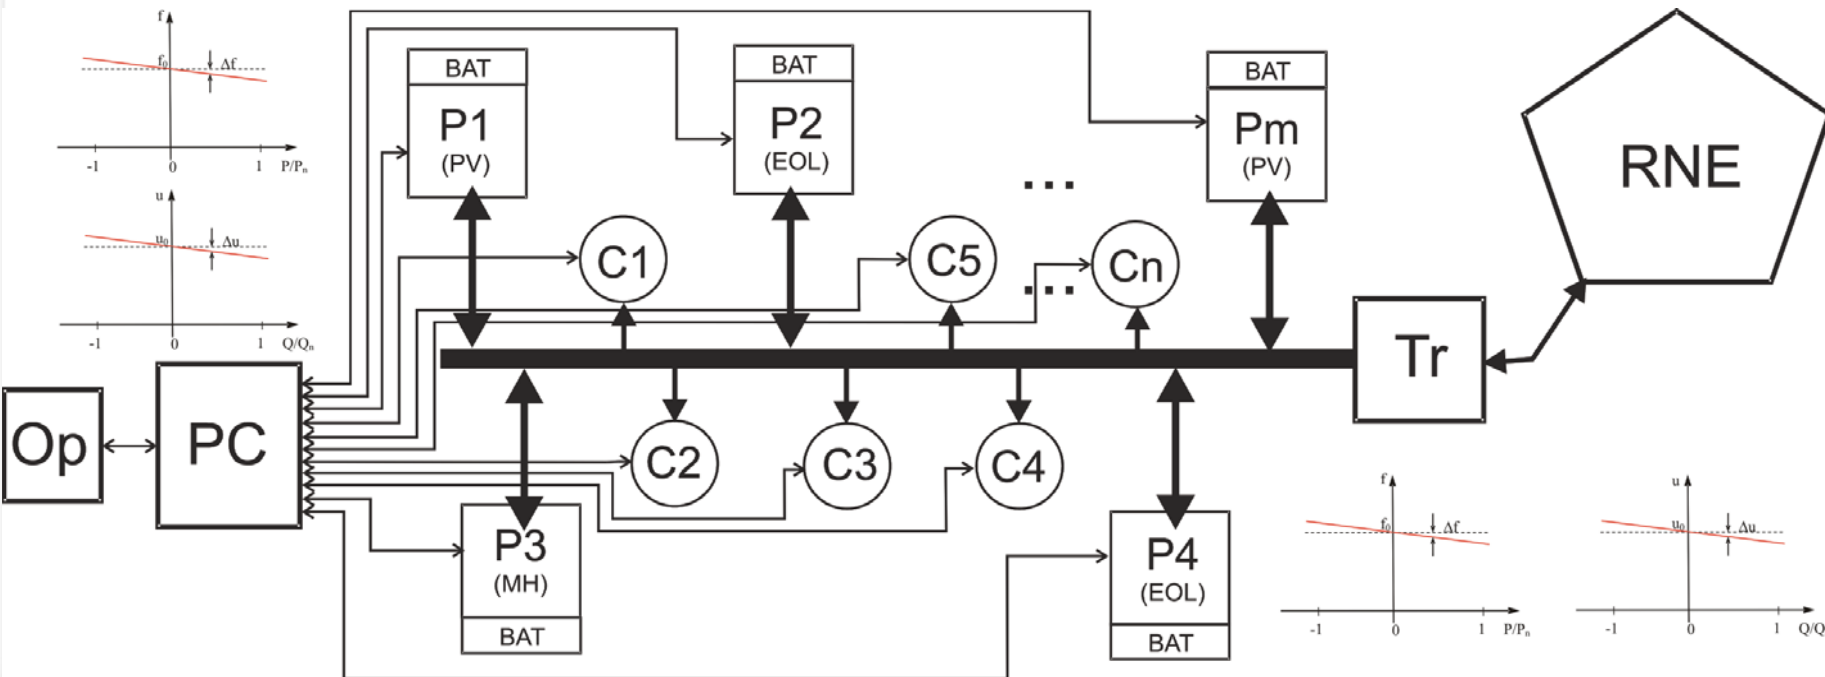 f
f₀
Δf
-1 0 1 P/Pₙ
u
u₀
Δu
-1 0 1 Q/Qₙ
BAT
P1
(PV)
BAT
P2
(EOL)
BAT
Pm
(PV)
...
RNE
C1
C5
...
Cn
Tr
Op
PC
C2
C3
C4
P3
(MH)
BAT
P4
(EOL)
BAT
f
f₀
Δf
-1 0 1 P/Pₙ
u
u₀
Δu
-1 0 1 Q/Q